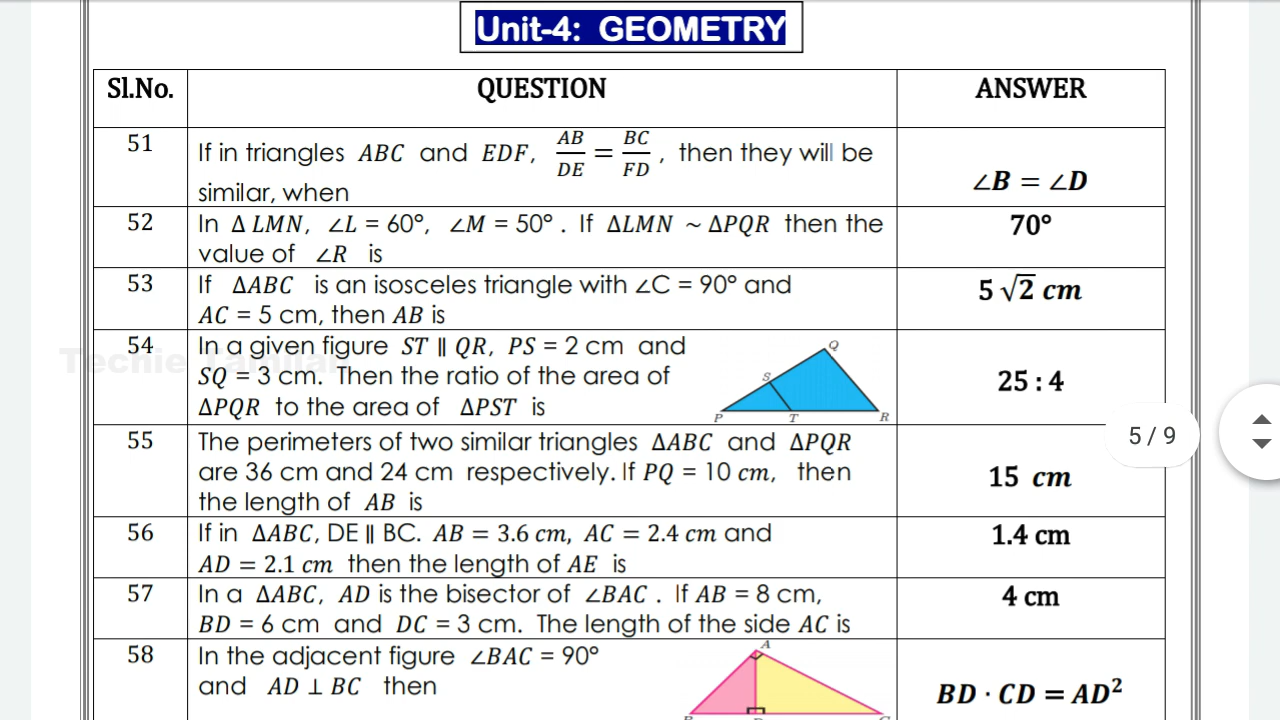 Unit-4: GEOMETRY
Sl.No. QUESTION ANSWER
51 If in triangles ABC and EDF, AB/DE = BC/FD , then they will be
similar, when ∠B = ∠D
52 In Δ LMN, ∠L = 60°, ∠M = 50° . If ΔLMN ~ ΔPQR then the 70°
value of ∠R is
53 If ΔABC is an isosceles triangle with ∠C = 90° and 5 √2 cm
AC = 5 cm, then AB is
54 In a given figure ST ∥ QR, PS = 2 cm and
SQ = 3 cm. Then the ratio of the area of 25 : 4
ΔPQR to the area of ΔPST is
Q
S
P T R
Techie Tamilan
55 The perimeters of two similar triangles ΔABC and ΔPQR
are 36 cm and 24 cm respectively. If PQ = 10 cm, then 15 cm
the length of AB is
5 / 9
56 If in ΔABC, DE ∥ BC. AB = 3.6 cm, AC = 2.4 cm and 1.4 cm
AD = 2.1 cm then the length of AE is
57 In a ΔABC, AD is the bisector of ∠BAC . If AB = 8 cm, 4 cm
BD = 6 cm and DC = 3 cm. The length of the side AC is
58 In the adjacent figure ∠BAC = 90°
and AD ⊥ BC then BD · CD = AD²
A